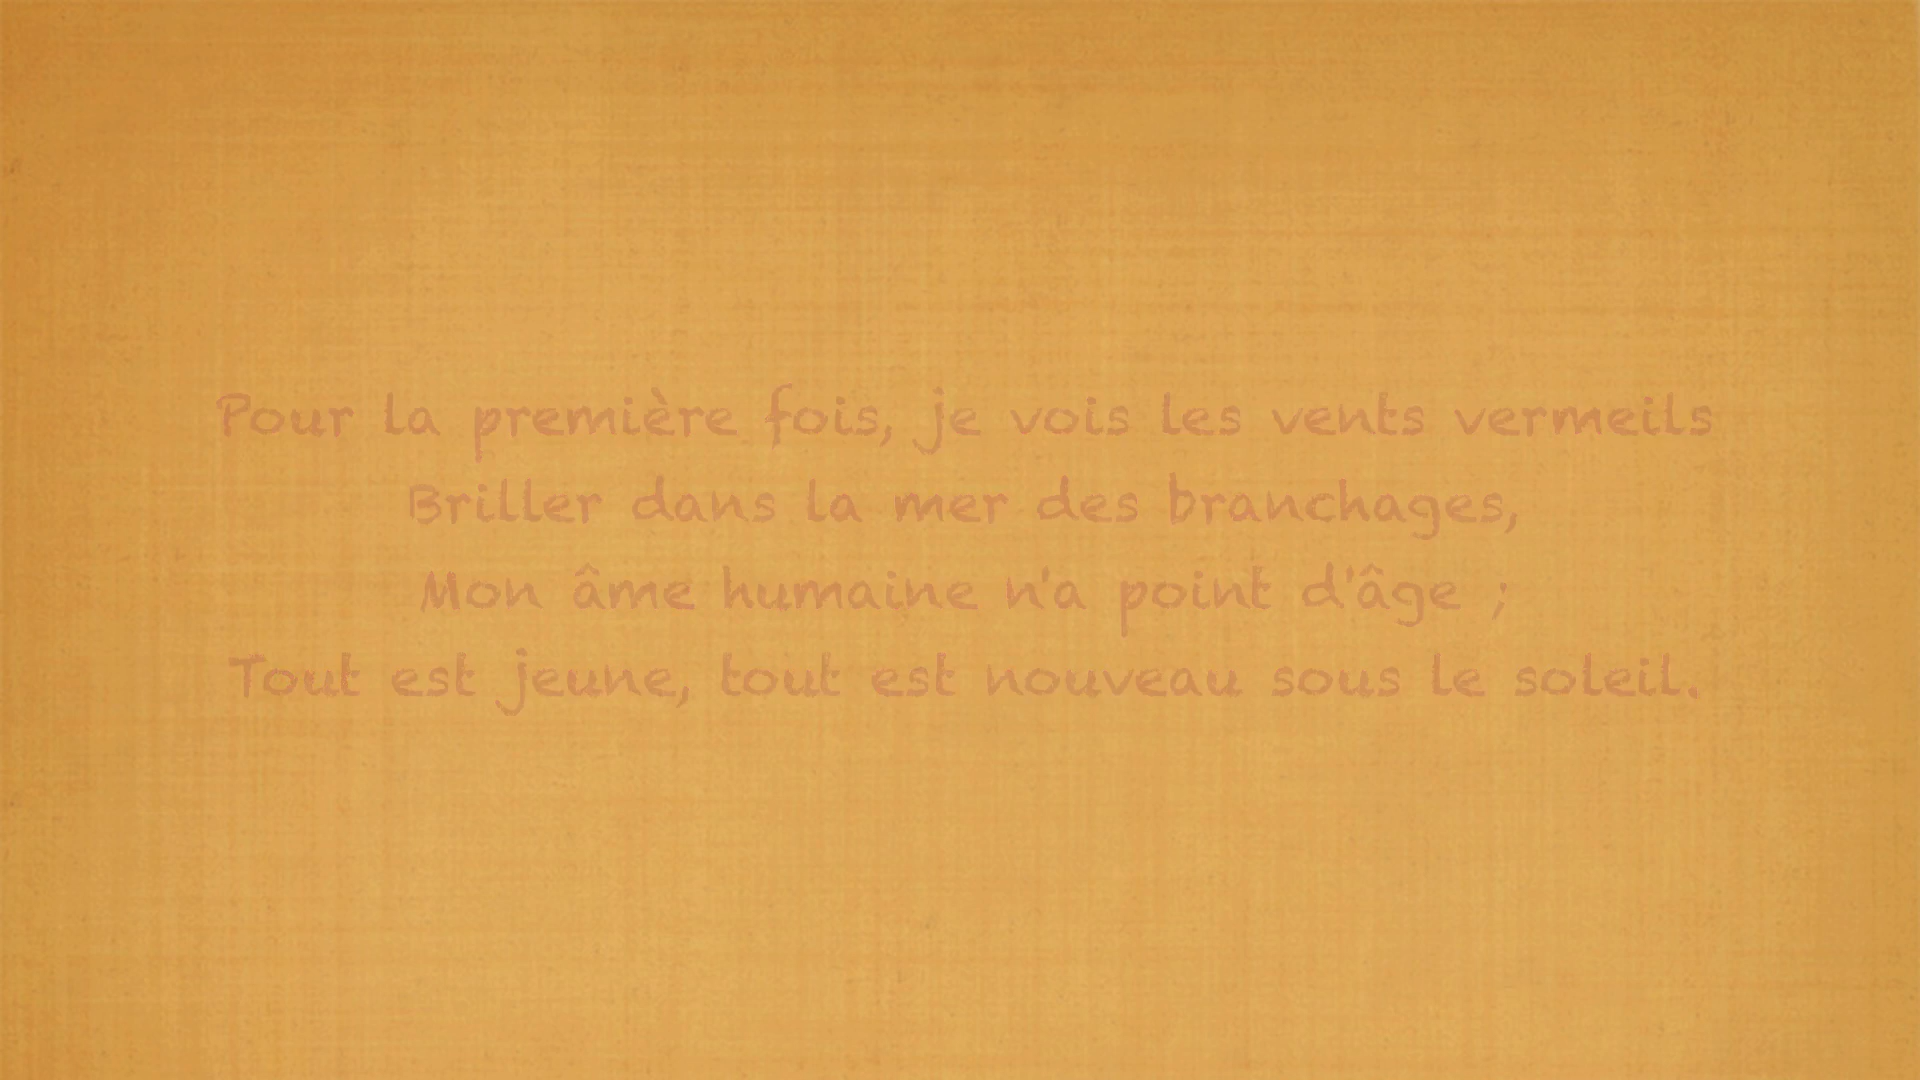 Pour la première fois, je vois les vents vermeils
Briller dans la mer des branchages,
Mon âme humaine n'a point d'âge ;
Tout est jeune, tout est nouveau sous le soleil.